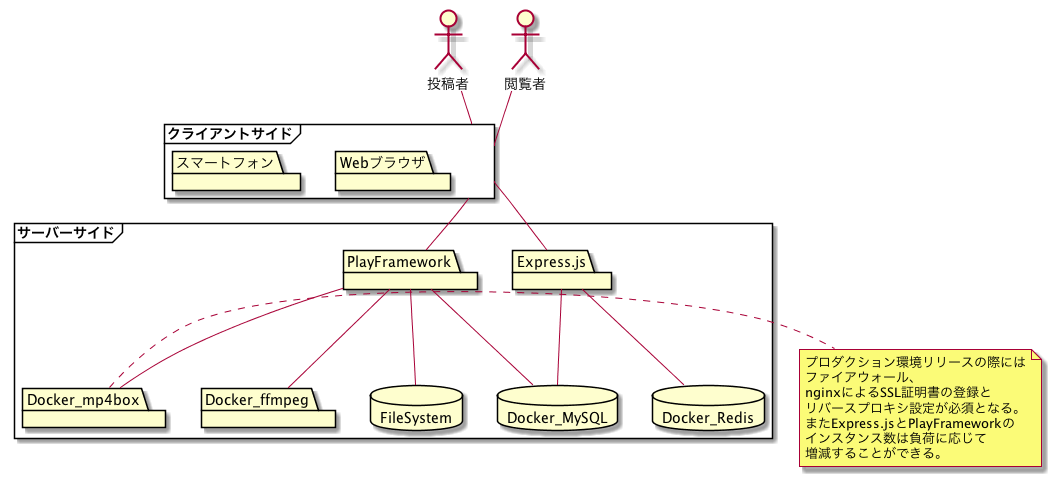 投稿者
閲覧者
クライアントサイド
スマートフォン
Webブラウザ
サーバーサイド
PlayFramework
Express.js
Docker_mp4box
Docker_ffmpeg
FileSystem
Docker_MySQL
Docker_Redis
プロダクション環境リリースの際には
ファイアウォール、
nginxによるSSL証明書の登録と
リバースプロキシ設定が必須となる。
またExpress.jsとPlayFrameworkの
インスタンス数は負荷に応じて
増減することができる。